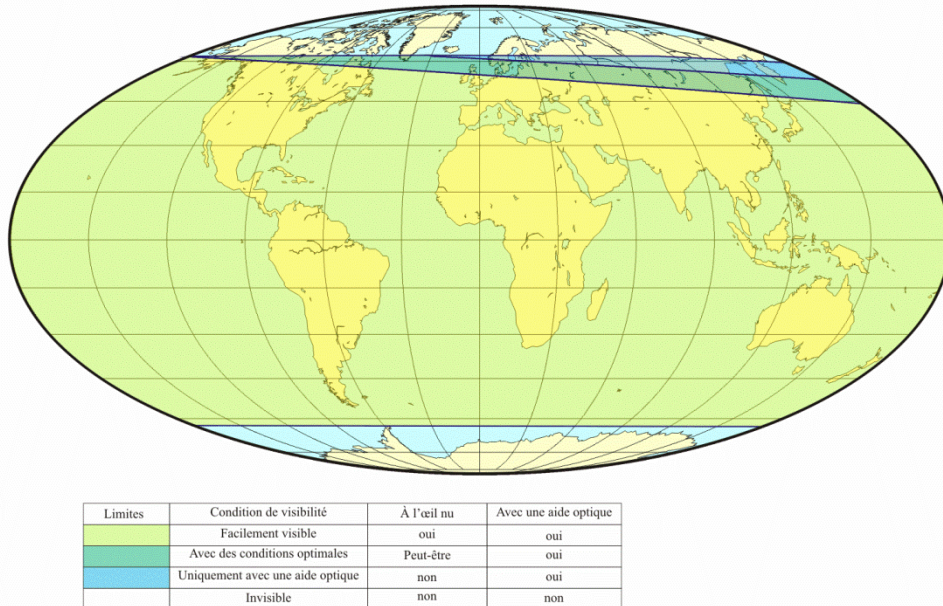 Limites Condition de visibilité À l’œil nu Avec une aide optique
Facilement visible oui oui
Avec des conditions optimales Peut-être oui
Uniquement avec une aide optique non oui
Invisible non non